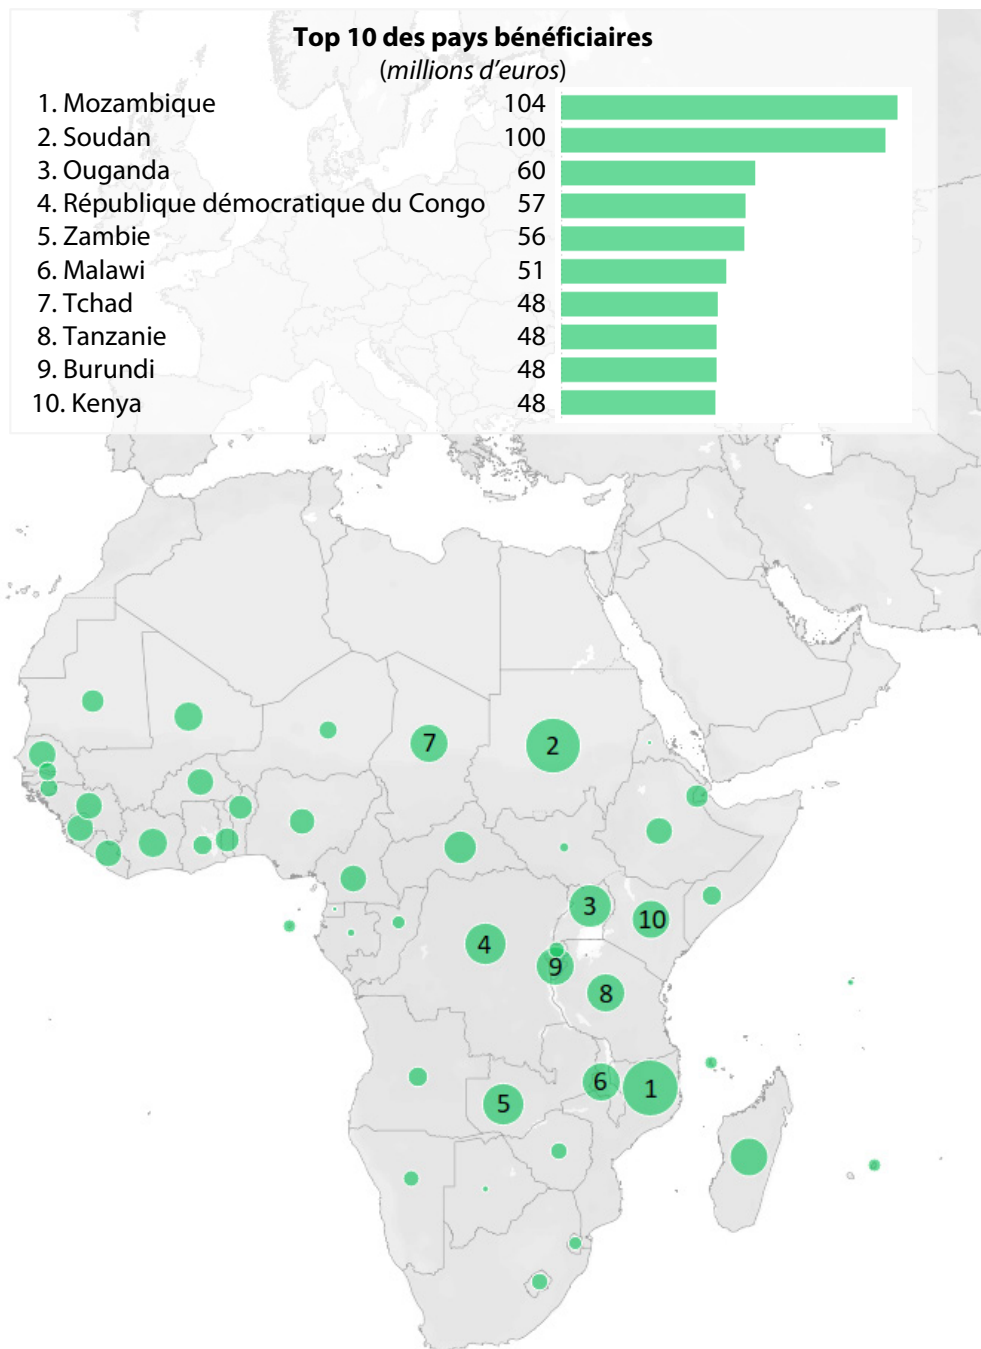 Top 10 des pays bénéficiaires
(millions d'euros)
1. Mozambique 104
2. Soudan 100
3. Ouganda 60
4. République démocratique du Congo 57
5. Zambie 56
6. Malawi 51
7. Tchad 48
8. Tanzanie 48
9. Burundi 48
10. Kenya 48
7
2
3
10
4
9
8
6
1
5